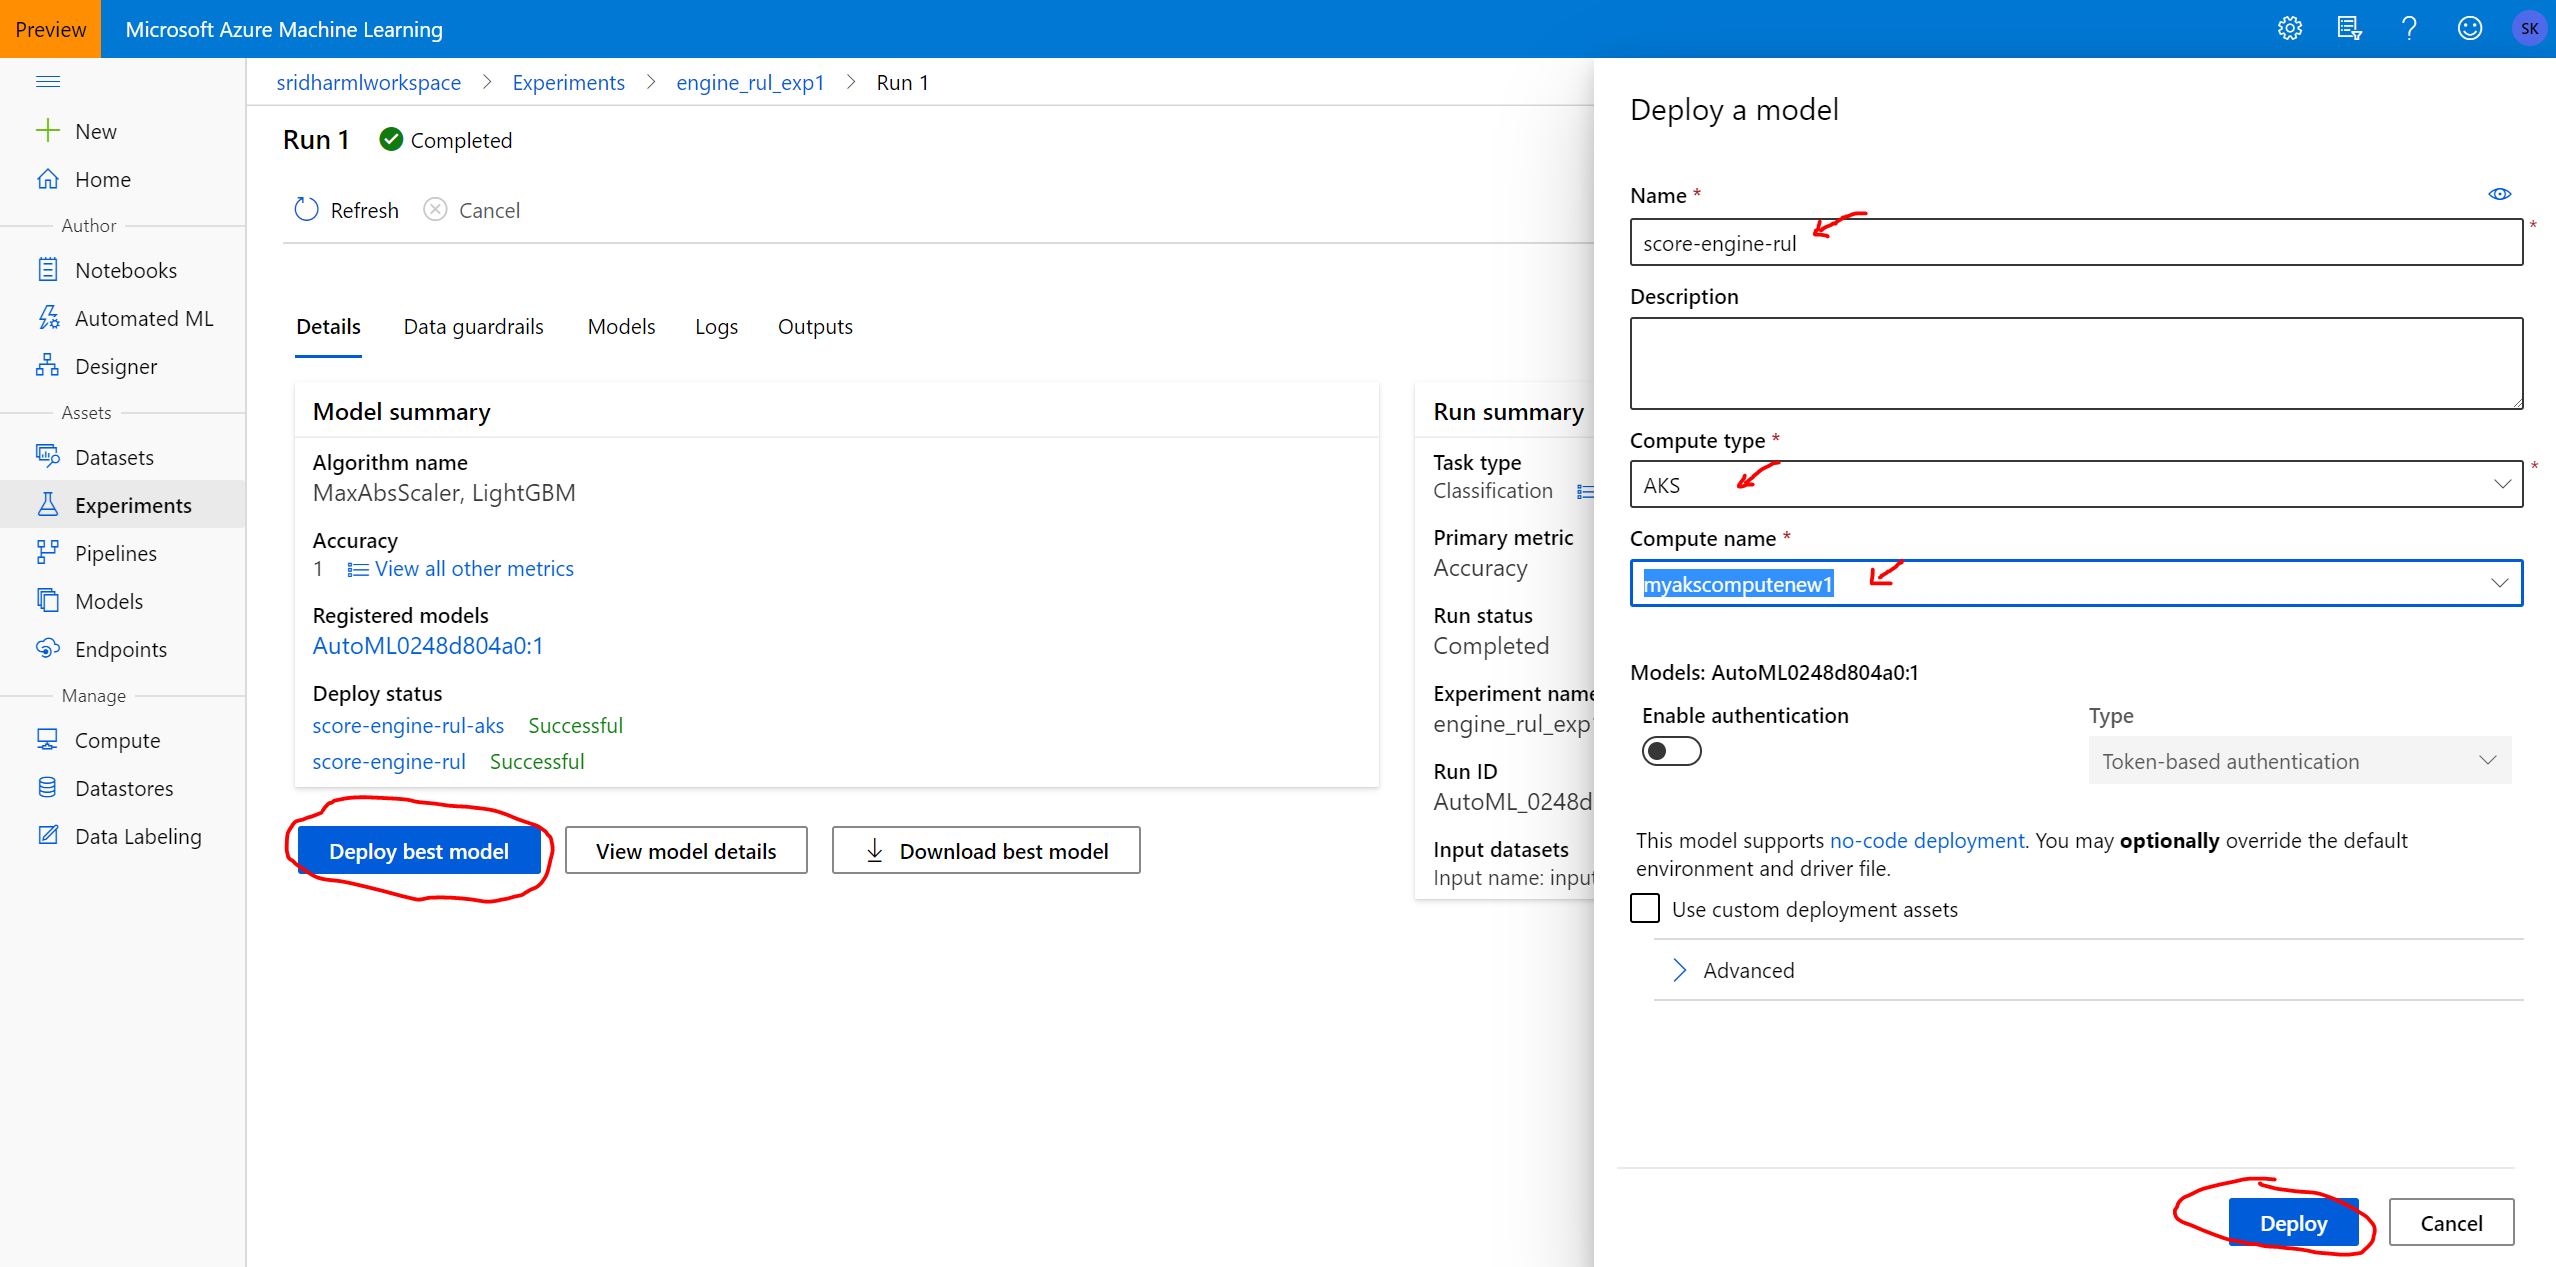 Preview
Microsoft Azure Machine Learning
SK
New
Home
Author
Notebooks
Automated ML
Designer
Assets
Datasets
Experiments
Pipelines
Models
Endpoints
Manage
Compute
Datastores
Data Labeling
sridharmlworkspace > Experiments > engine_rul_exp1 > Run 1
Run 1 Completed
Refresh Cancel
Details Data guardrails Models Logs Outputs
Model summary
Algorithm name
MaxAbsScaler, LightGBM
Accuracy
1 View all other metrics
Registered models
AutoML0248d804a0:1
Deploy status
score-engine-rul-aks Successful
score-engine-rul Successful
Deploy best model
View model details
Download best model
Run summary
Task type
Classification
Primary metric
Accuracy
Run status
Completed
Experiment name
engine_rul_exp
Run ID
AutoML_0248d
Input datasets
Input name: input
Deploy a model
Name *
score-engine-rul *
Description
Compute type *
AKS *
Compute name *
myakscomputenew1
Models: AutoML0248d804a0:1
Enable authentication
Type
Token-based authentication
This model supports no-code deployment. You may optionally override the default
environment and driver file.
Use custom deployment assets
Advanced
Deploy
Cancel